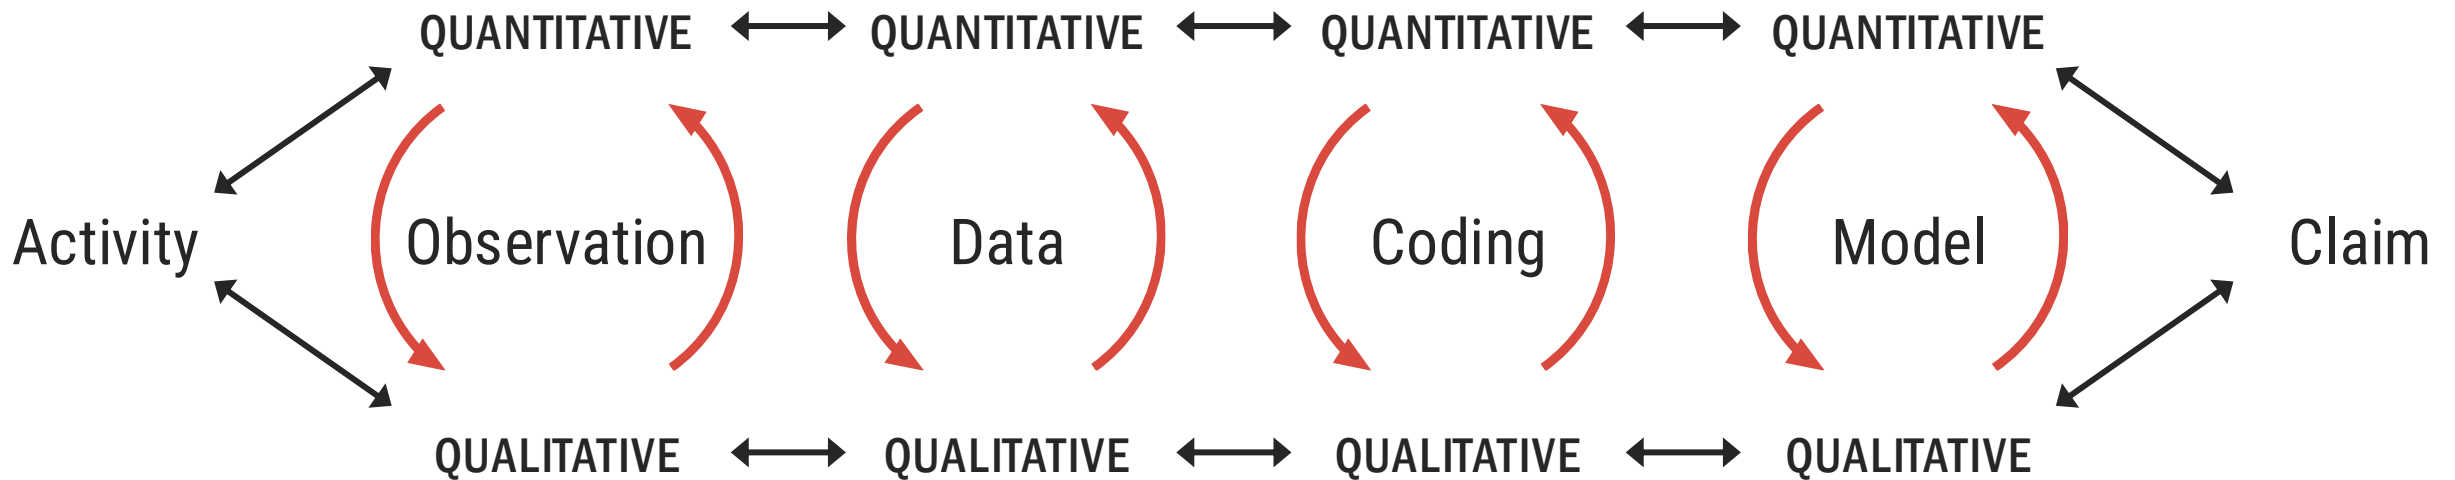 QUANTITATIVE QUANTITATIVE QUANTITATIVE QUANTITATIVE
Activity Observation Data Coding Model Claim
QUALITATIVE QUALITATIVE QUALITATIVE QUALITATIVE